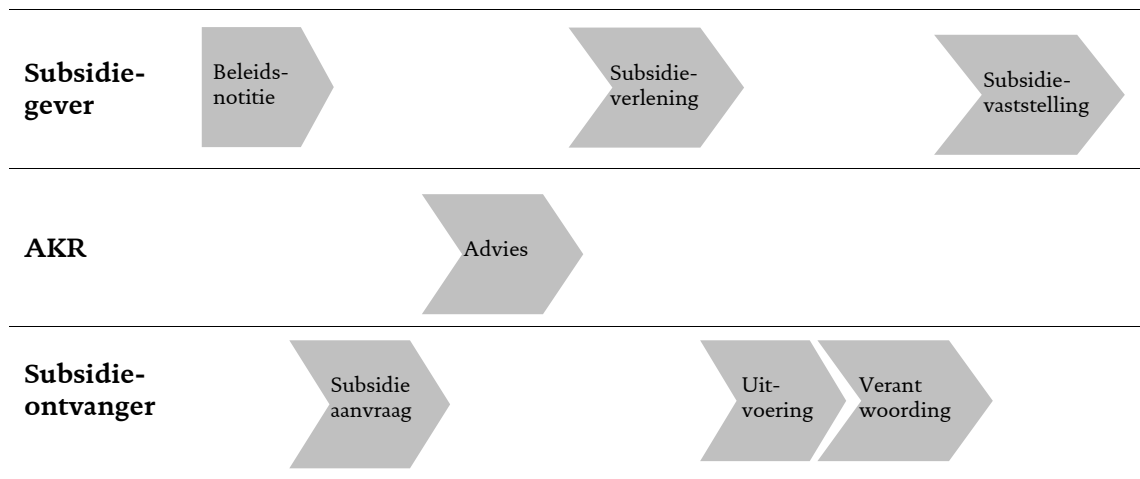 Subsidie-
gever
Beleids-
notitie
Subsidie-
verlening
Subsidie-
vaststelling
AKR
Advies
Subsidie-
ontvanger
Subsidie
aanvraag
Uit-
voering
Verant
woording